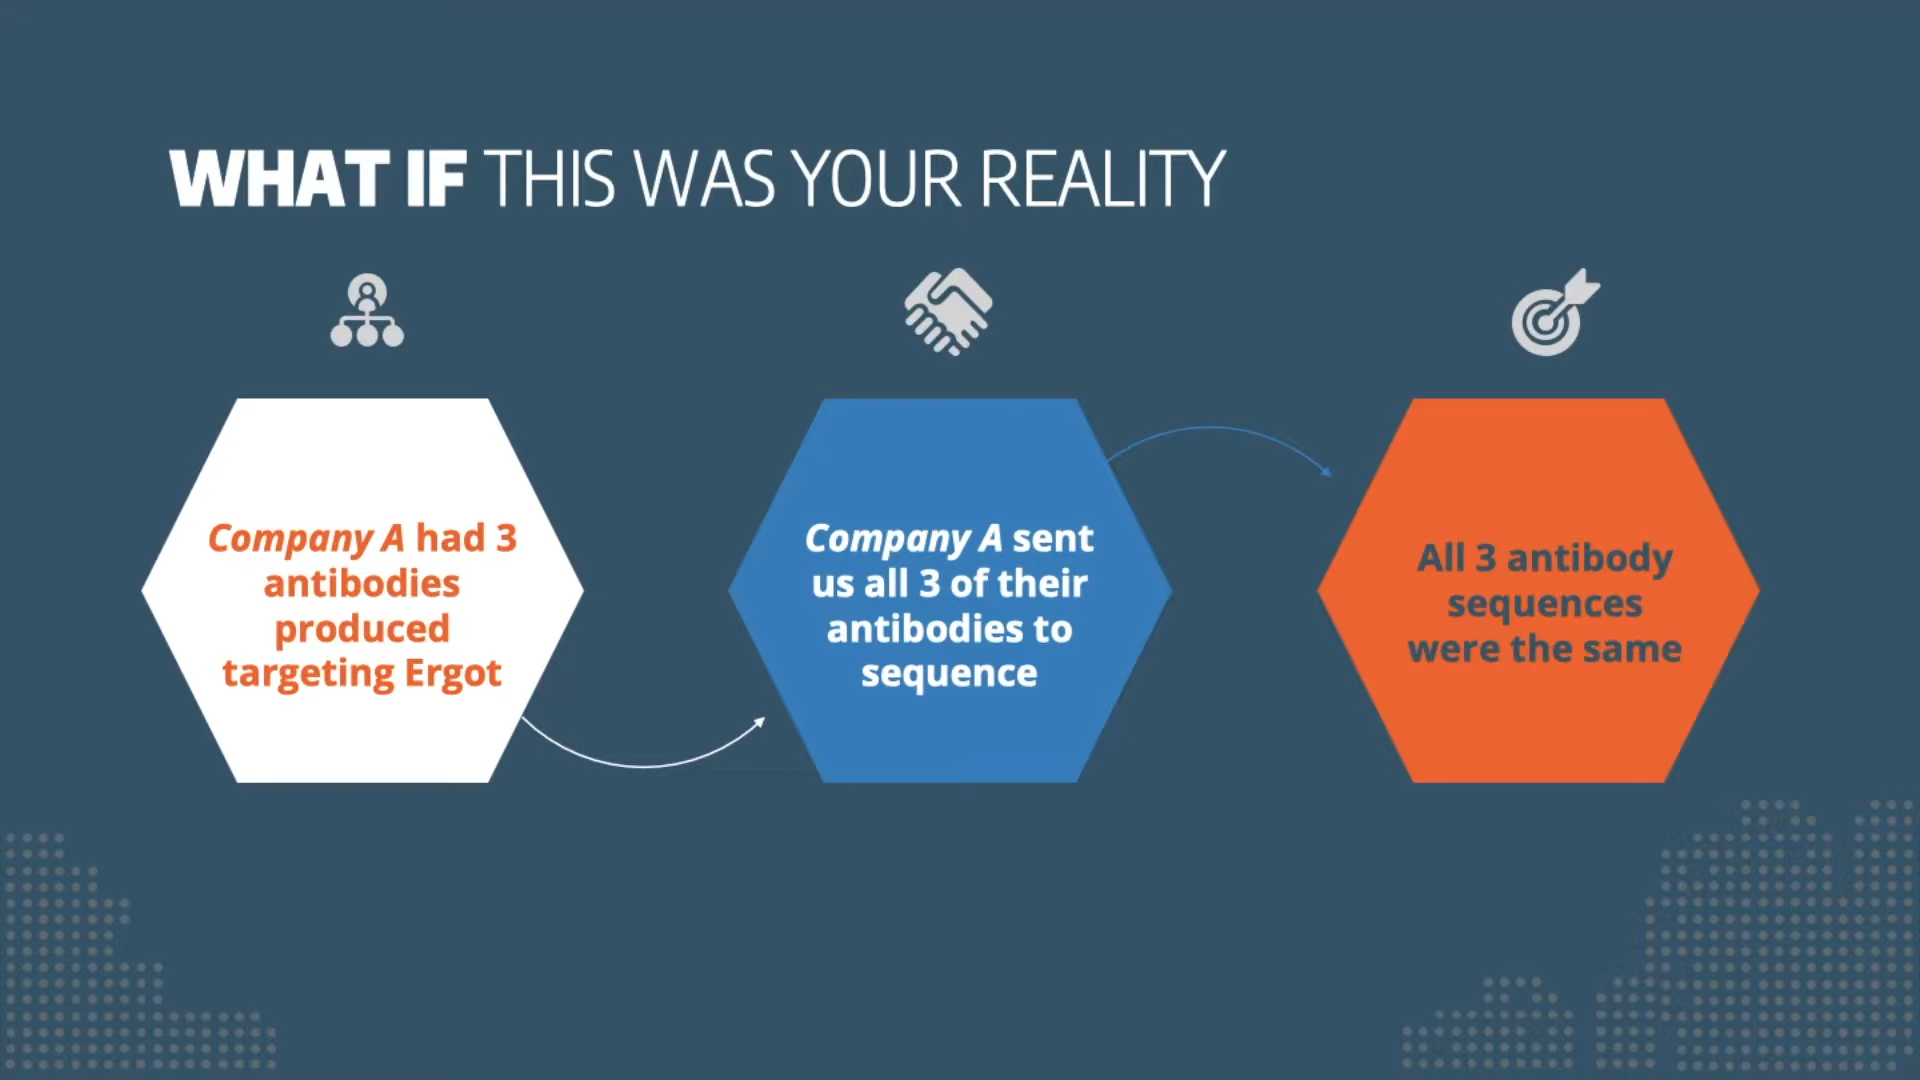 WHAT IF THIS WAS YOUR REALITY
Company A had 3
antibodies
produced
targeting Ergot
Company A sent
us all 3 of their
antibodies to
sequence
All 3 antibody
sequences
were the same